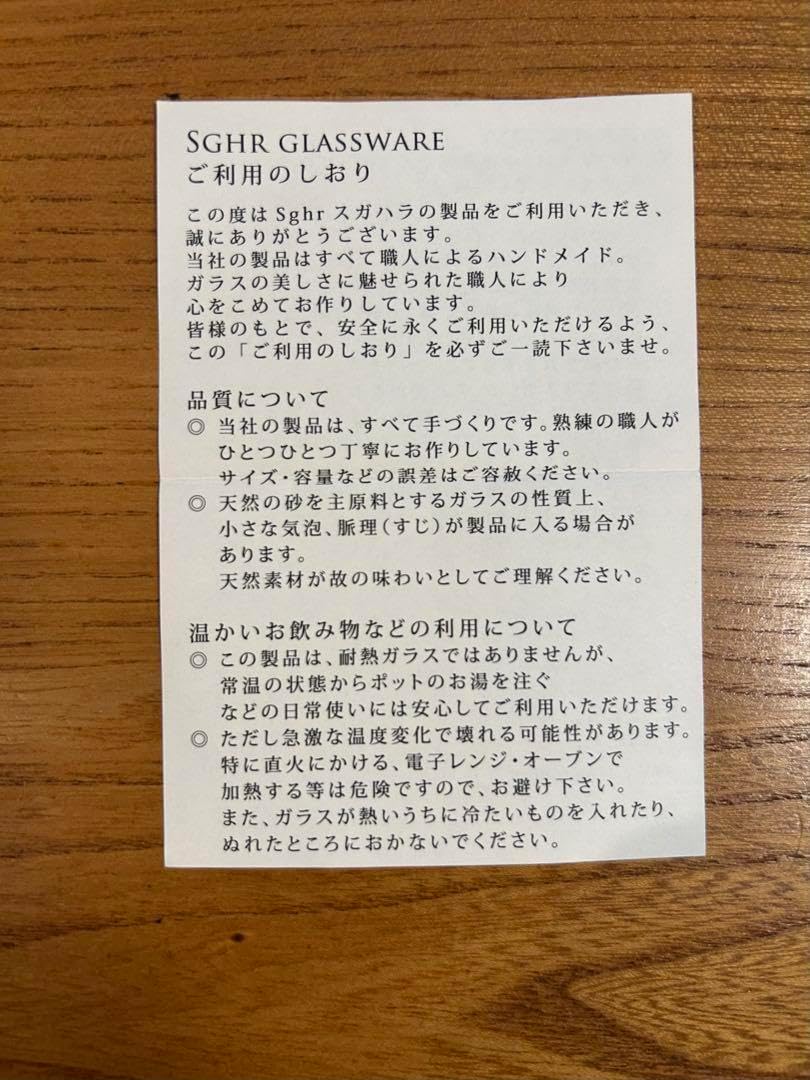 SGHR GLASSWARE
ご利用のしおり
この度は Sghr スガハラの製品をご利用いただき、
誠にありがとうございます。
当社の製品はすべて職人によるハンドメイド。
ガラスの美しさに魅せられた職人により
心をこめてお作りしています。
皆様のもとで、安全に永くご利用いただけるよう、
この「ご利用のしおり」を必ずご一読下さいませ。
品質について
◎ 当社の製品は、すべて手づくりです。熟練の職人が
ひとつひとつ丁寧にお作りしています。
サイズ・容量などの誤差はご容赦ください。
◎ 天然の砂を主原料とするガラスの性質上、
小さな気泡、脈理(すじ)が製品に入る場合が
あります。
天然素材が故の味わいとしてご理解ください。
温かいお飲み物などの利用について
◎ この製品は、耐熱ガラスではありませんが、
常温の状態からポットのお湯を注ぐ
などの日常使いには安心してご利用いただけます。
◎ ただし急激な温度変化で壊れる可能性があります。
特に直火にかける、電子レンジ・オーブンで
加熱する等は危険ですので、お避け下さい。
また、ガラスが熱いうちに冷たいものを入れたり、
ぬれたところにおかないでください。